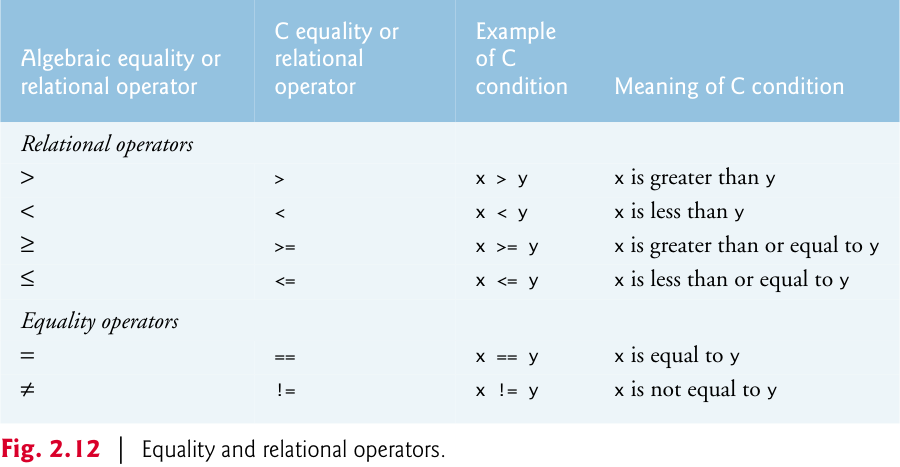 Algebraic equality or relational operator | C equality or relational operator | Example of C condition | Meaning of C condition
Relational operators
> | > | x > y | x is greater than y
< | < | x < y | x is less than y
≥ | >= | x >= y | x is greater than or equal to y
≤ | <= | x <= y | x is less than or equal to y
Equality operators
= | == | x == y | x is equal to y
≠ | != | x != y | x is not equal to y
Fig. 2.12 | Equality and relational operators.